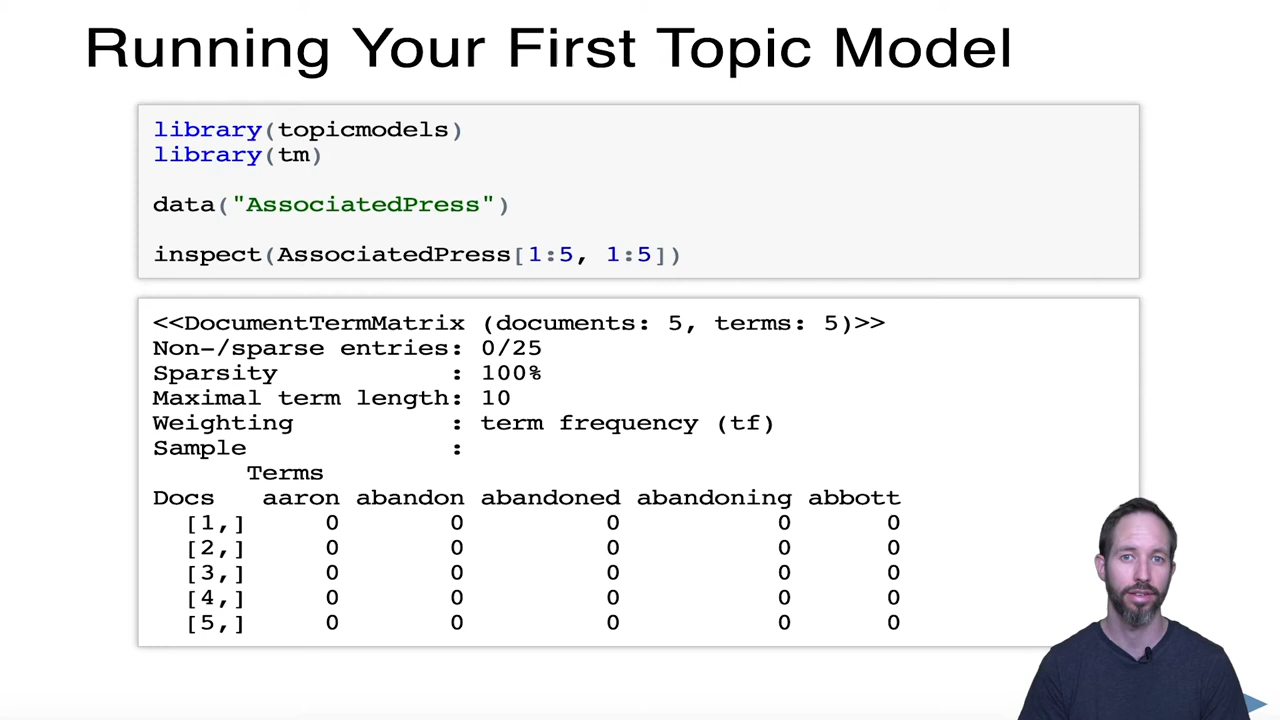 Running Your First Topic Model
library(topicmodels)
library(tm)
data("AssociatedPress")
inspect(AssociatedPress[1:5, 1:5])
<<DocumentTermMatrix (documents: 5, terms: 5)>>
Non-/sparse entries: 0/25
Sparsity           : 100%
Maximal term length: 10
Weighting          : term frequency (tf)
Sample             :
      Terms
Docs   aaron abandon abandoned abandoning abbott
  [1,]     0       0         0          0      0
  [2,]     0       0         0          0      0
  [3,]     0       0         0          0      0
  [4,]     0       0         0          0      0
  [5,]     0       0         0          0      0